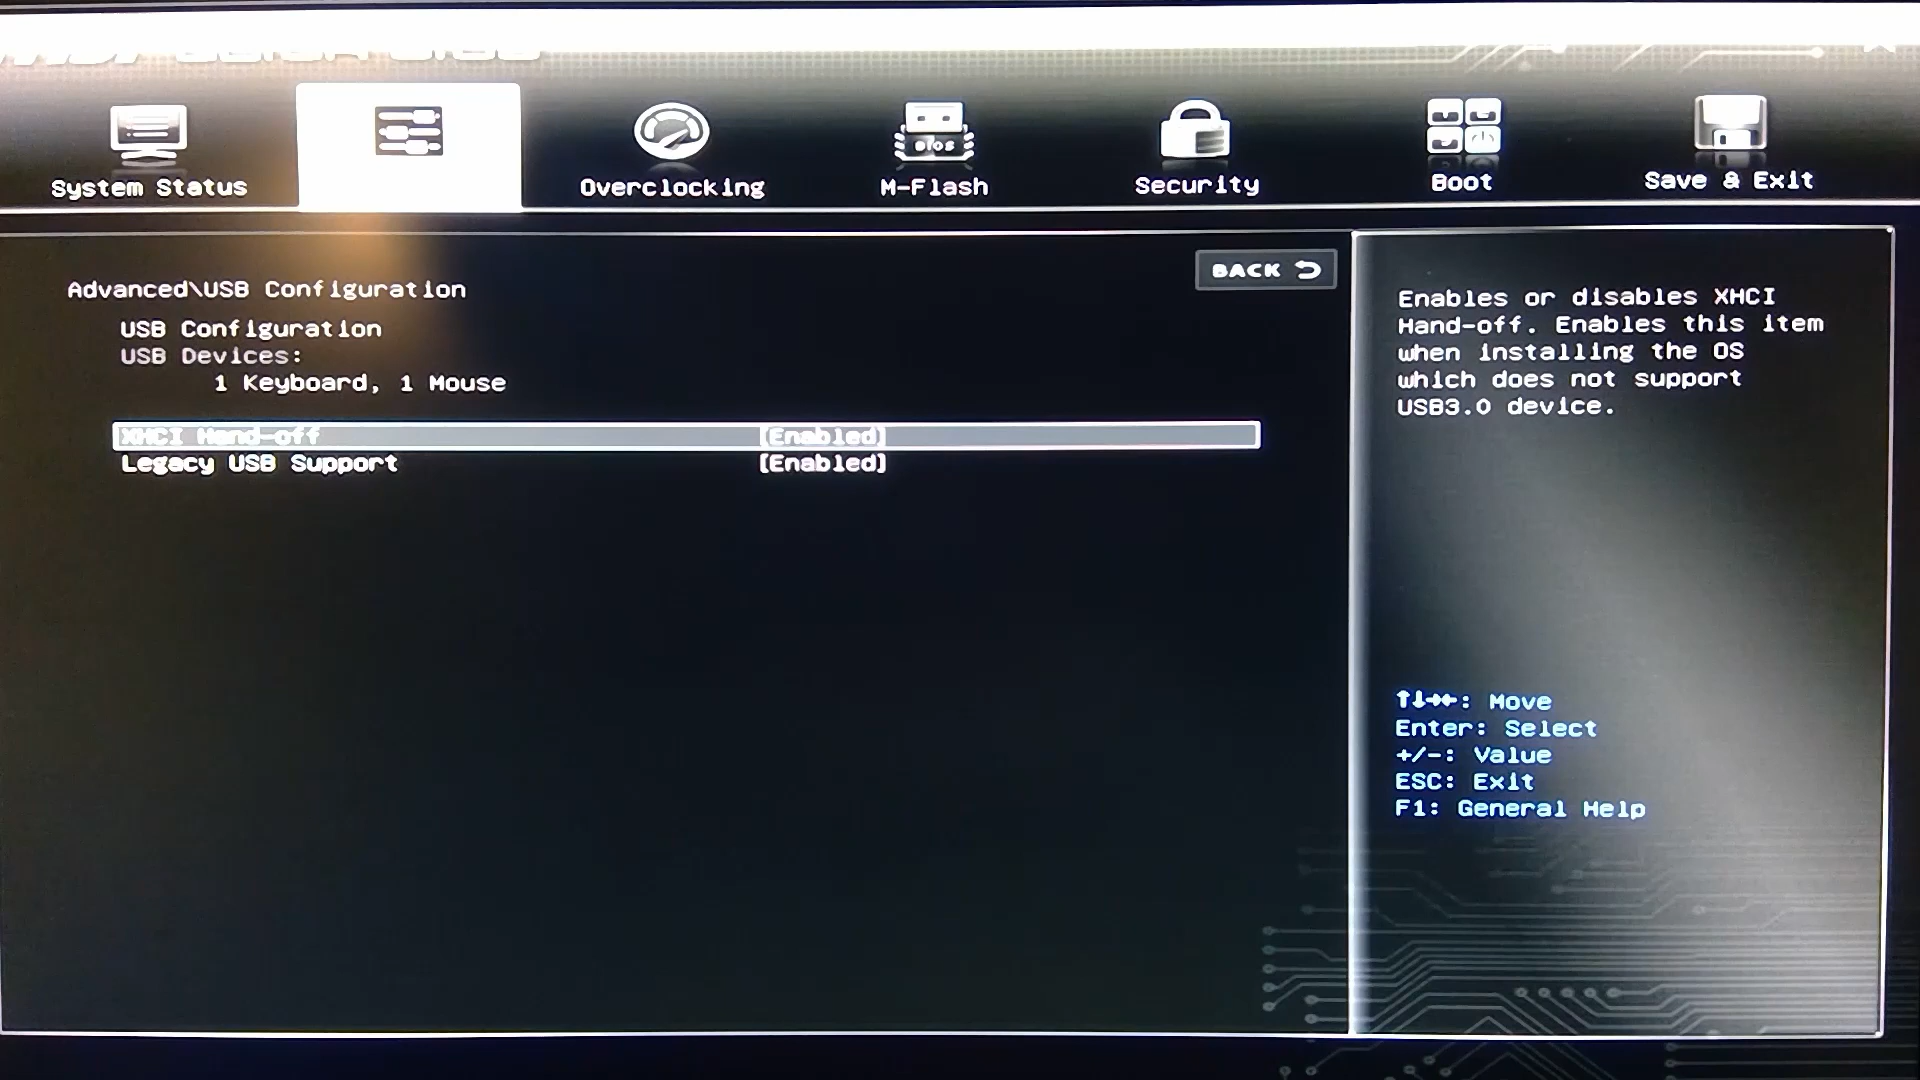 System Status
Overclocking
BIOS
M-Flash
Security
Boot
Save & Exit
BACK
Advanced\USB Configuration
USB Configuration
USB Devices:
1 Keyboard, 1 Mouse
XHCI Hand-off [Enabled]
Legacy USB Support [Enabled]
Enables or disables XHCI
Hand-off. Enables this item
when installing the OS
which does not support
USB3.0 device.
↑↓→←: Move
Enter: Select
+/-: Value
ESC: Exit
F1: General Help